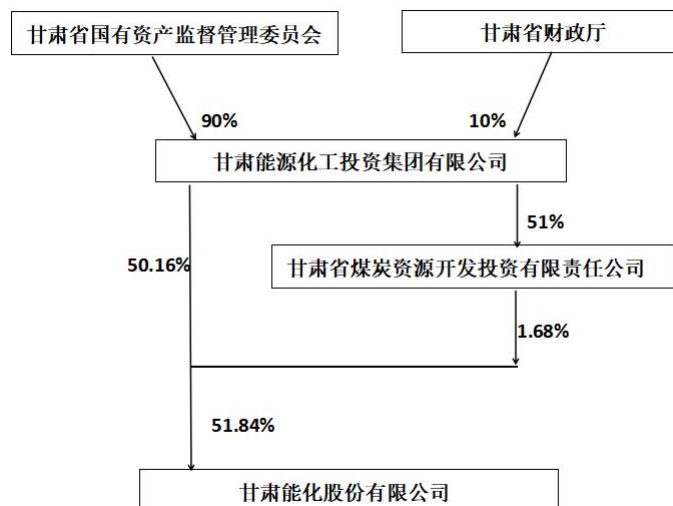 甘肃省国有资产监督管理委员会
甘肃省财政厅
90%
10%
甘肃能源化工投资集团有限公司
51%
50.16%
甘肃省煤炭资源开发投资有限责任公司
1.68%
51.84%
甘肃能化股份有限公司